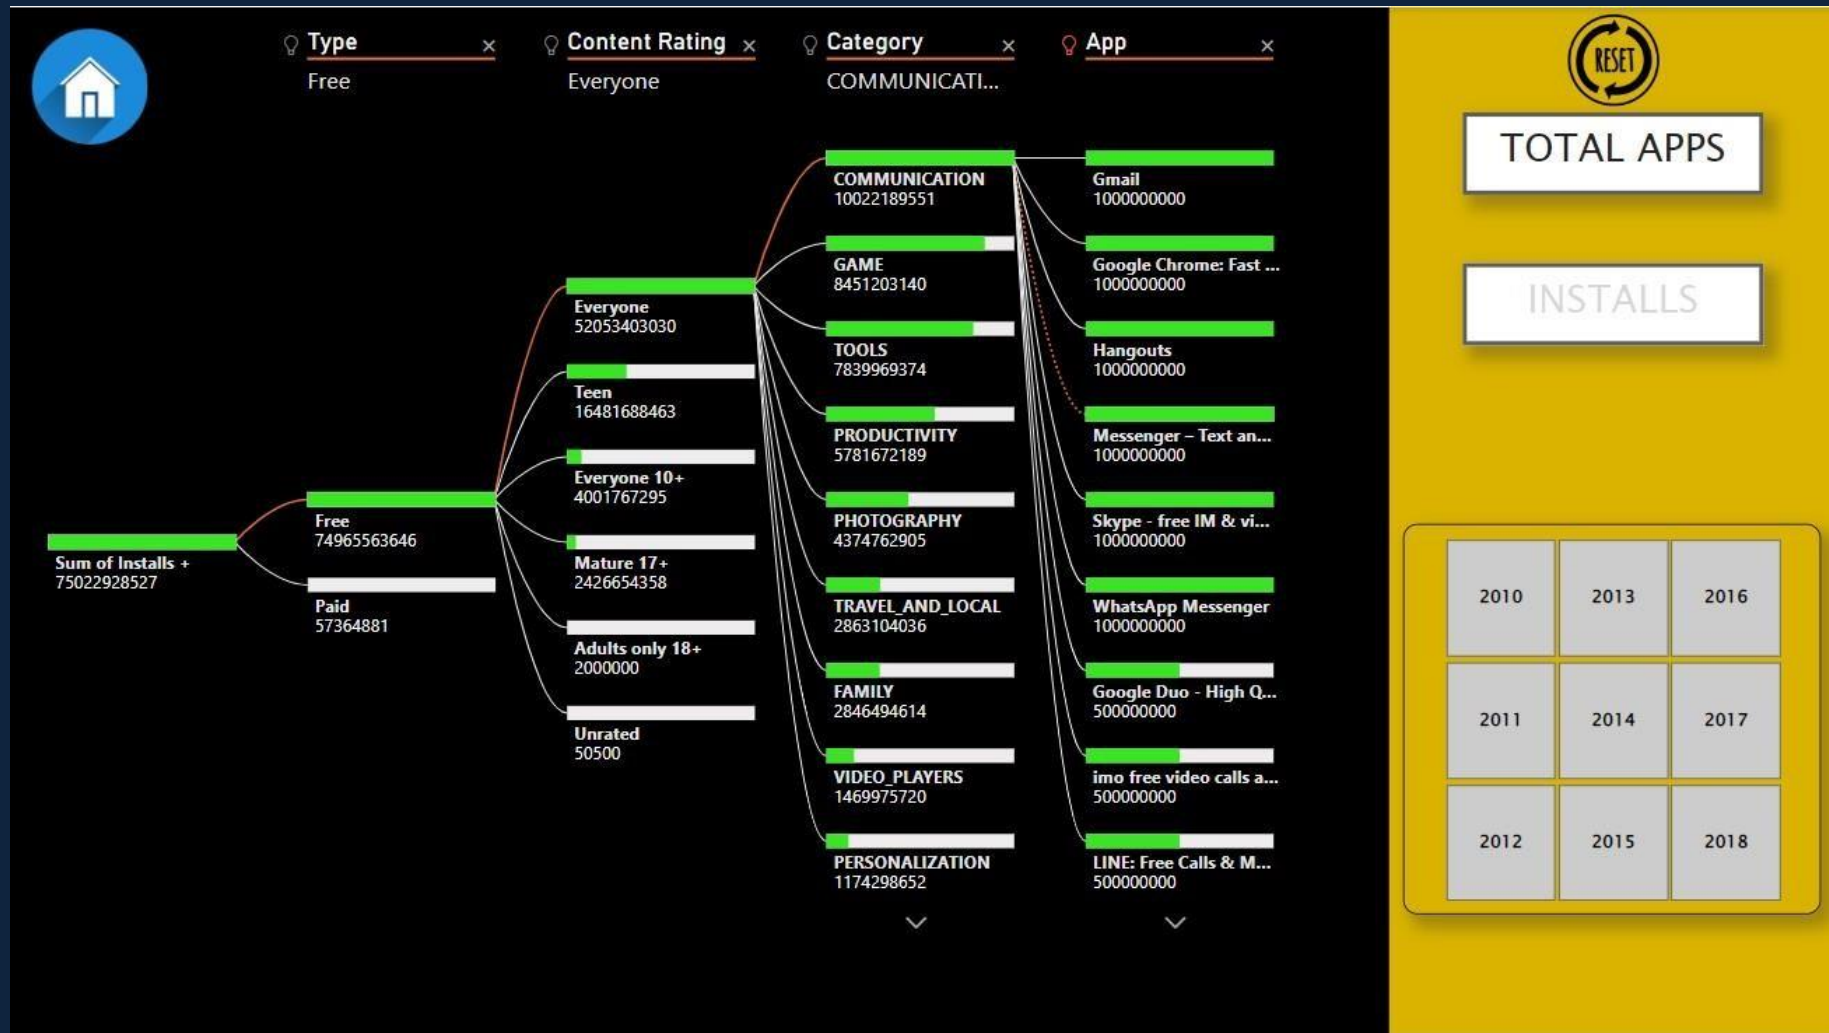 Type
Free
Content Rating
Everyone
Category
COMMUNICATI...
App
Sum of Installs +
75022928527
Free
74965563646
Paid
57364881
Everyone
52053403030
Teen
16481688463
Everyone 10+
4001767295
Mature 17+
2426654358
Adults only 18+
2000000
Unrated
50500
COMMUNICATION
10022189551
GAME
8451203140
TOOLS
7839969374
PRODUCTIVITY
5781672189
PHOTOGRAPHY
4374762905
TRAVEL_AND_LOCAL
2863104036
FAMILY
2846494614
VIDEO_PLAYERS
1469975720
PERSONALIZATION
1174298652
Gmail
1000000000
Google Chrome: Fast ...
1000000000
Hangouts
1000000000
Messenger – Text an...
1000000000
Skype - free IM & vi...
1000000000
WhatsApp Messenger
1000000000
Google Duo - High Q...
500000000
imo free video calls a...
500000000
LINE: Free Calls & M...
500000000
RESET
TOTAL APPS
INSTALLS
2010 2013 2016
2011 2014 2017
2012 2015 2018